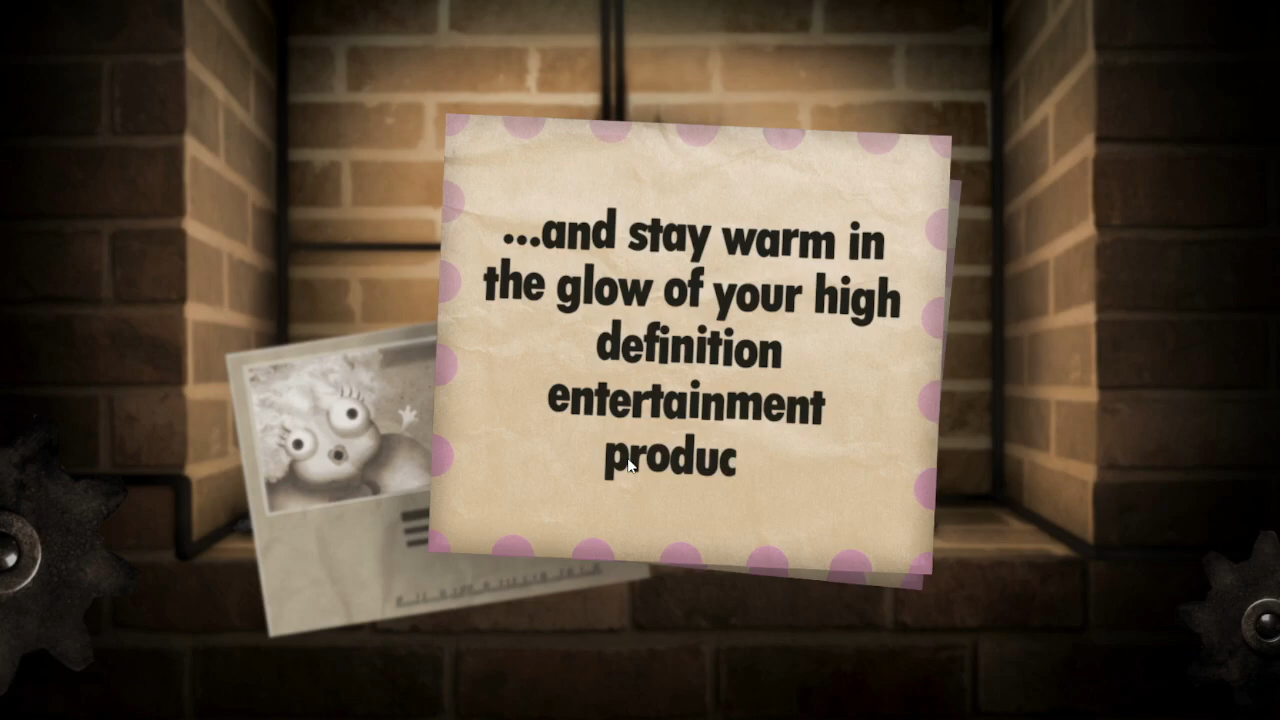 ...and stay warm in
the glow of your high
definition
entertainment
produc